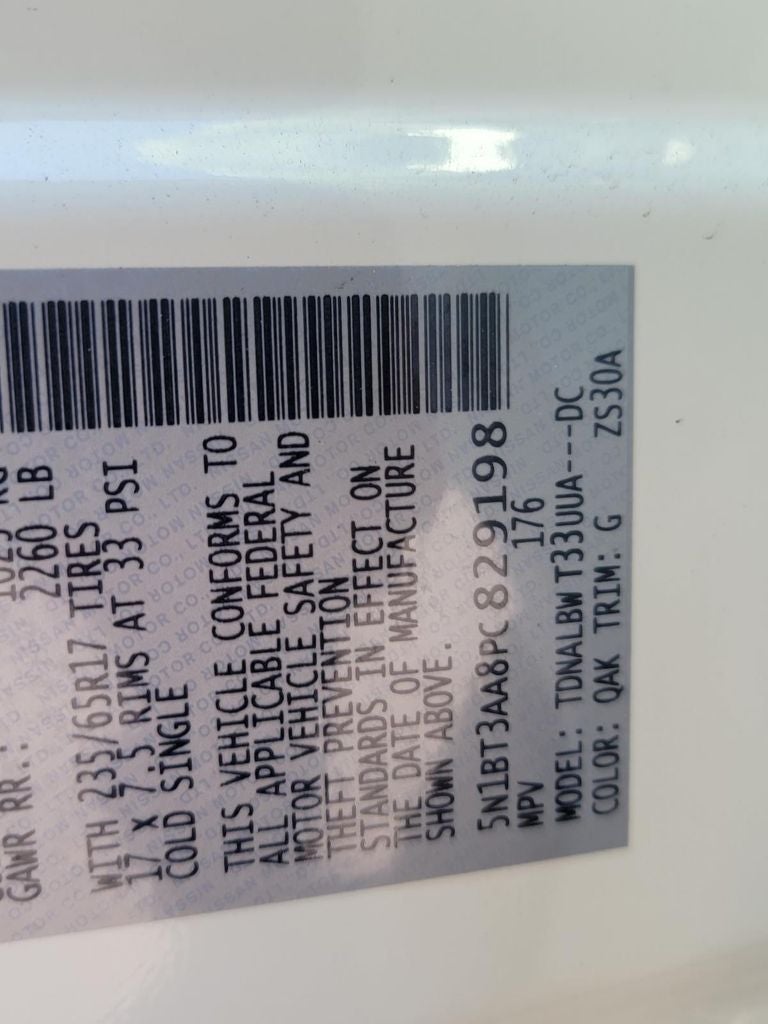 GAWR RR.:
2260 LB
WITH 235/65R17 TIRES
17 X 7.5 RIMS AT 33 PSI
COLD SINGLE
THIS VEHICLE CONFORMS TO
ALL APPLICABLE FEDERAL
MOTOR VEHICLE SAFETY AND
THEFT PREVENTION
STANDARDS IN EFFECT ON
THE DATE OF MANUFACTURE
SHOWN ABOVE.
5N1BT3AA8PC829198
MPV 176
MODEL: TDNALBW T33UUA---DC
COLOR: QAK TRIM: G ZS30A